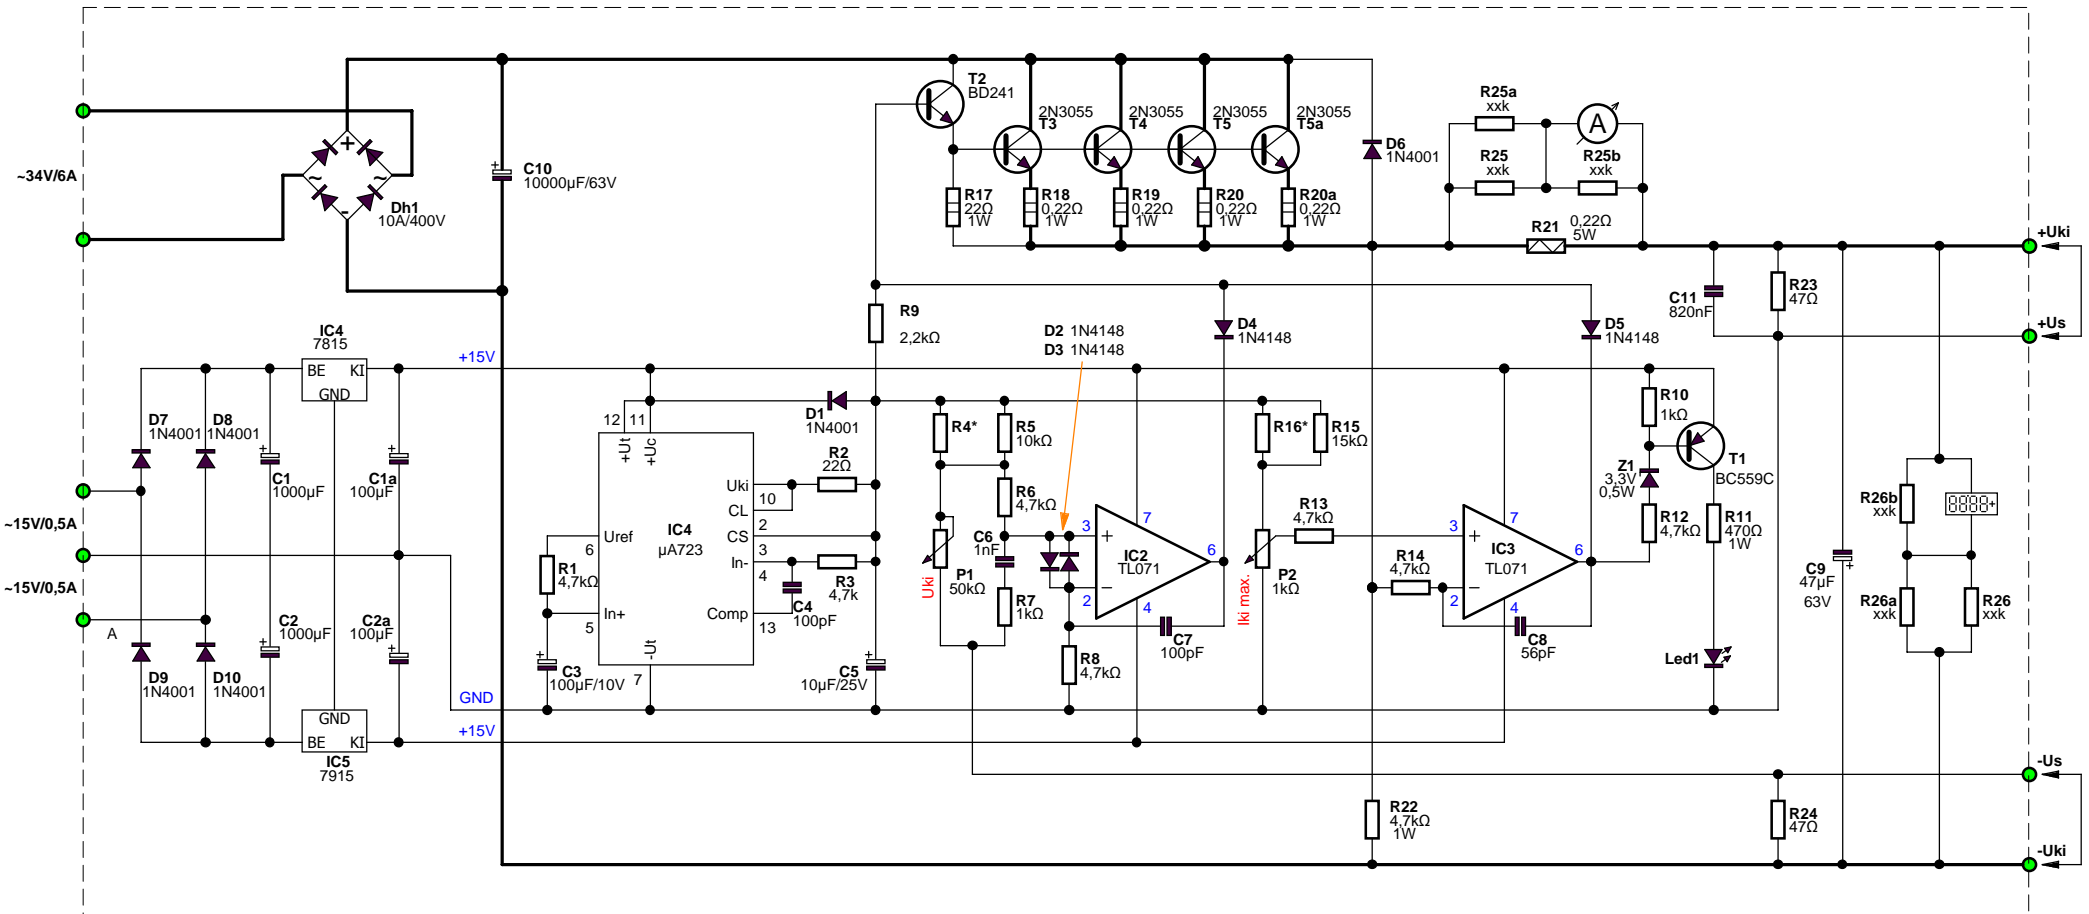 ~34V/6A
Dh1
10A/400V
C10
10000µF/63V
T2
BD241
2N3055
T3
2N3055
T4
2N3055
T5
2N3055
T5a
R17
22Ω
1W
R18
0,22Ω
1W
R19
0,22Ω
1W
R20
0,22Ω
1W
R20a
0,22Ω
1W
D6
1N4001
R25a
xxk
R25
xxk
A
R25b
xxk
R21
0,22Ω
5W
+Uki
C11
820nF
R23
47Ω
+Us
R9
2,2kΩ
D2 1N4148
D3 1N4148
D4
1N4148
D5
1N4148
IC4
7815
BE KI
GND
+15V
D7
1N4001
D8
1N4001
C1
1000µF
C1a
100µF
~15V/0,5A
~15V/0,5A
A
C2
1000µF
C2a
100µF
D9
1N4001
D10
1N4001
GND
GND
BE KI
IC5
7915
+15V
12 11
+Ut
+Uc
D1
1N4001
R2
22Ω
Uki
10
CL
2
CS
3
In-
4
Comp
13
Uref
6
In+
5
-Ut
7
IC4
µA723
R1
4,7kΩ
R3
4,7k
C4
100pF
C3
100µF/10V
C5
10µF/25V
R4*
R5
10kΩ
R6
4,7kΩ
C6
1nF
Uki
P1
50kΩ
R7
1kΩ
3
+
7
IC2
TL071
6
−
2
4
C7
100pF
R8
4,7kΩ
R16*
R15
15kΩ
R13
4,7kΩ
Iki max.
P2
1kΩ
R14
4,7kΩ
3
+
7
IC3
TL071
6
−
2
4
C8
56pF
R10
1kΩ
T1
BC559C
Z1
3,3V
0,5W
R12
4,7kΩ
R11
470Ω
1W
Led1
C9
47µF
63V
R26b
xxk
R26a
xxk
R26
xxk
R22
4,7kΩ
1W
R24
47Ω
-Us
-Uki